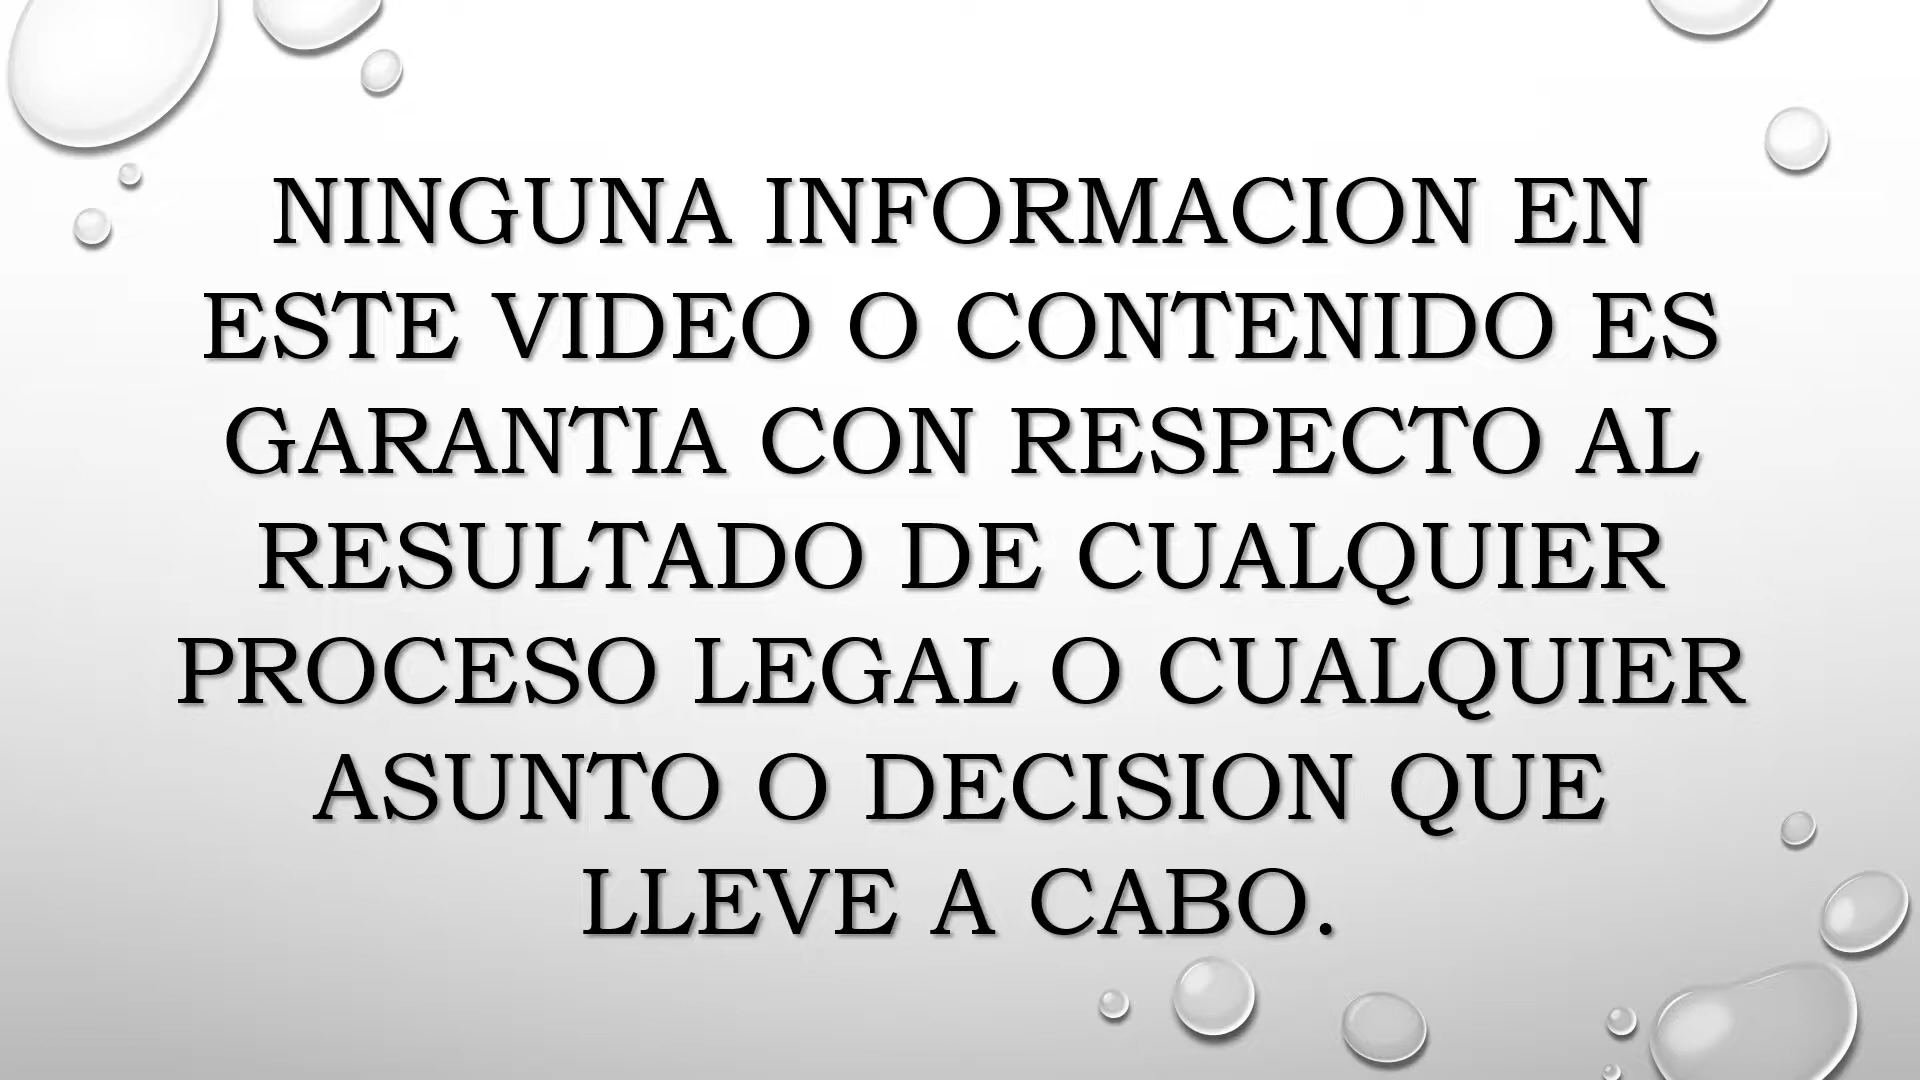 NINGUNA INFORMACION EN
ESTE VIDEO O CONTENIDO ES
GARANTIA CON RESPECTO AL
RESULTADO DE CUALQUIER
PROCESO LEGAL O CUALQUIER
ASUNTO O DECISION QUE
LLEVE A CABO.